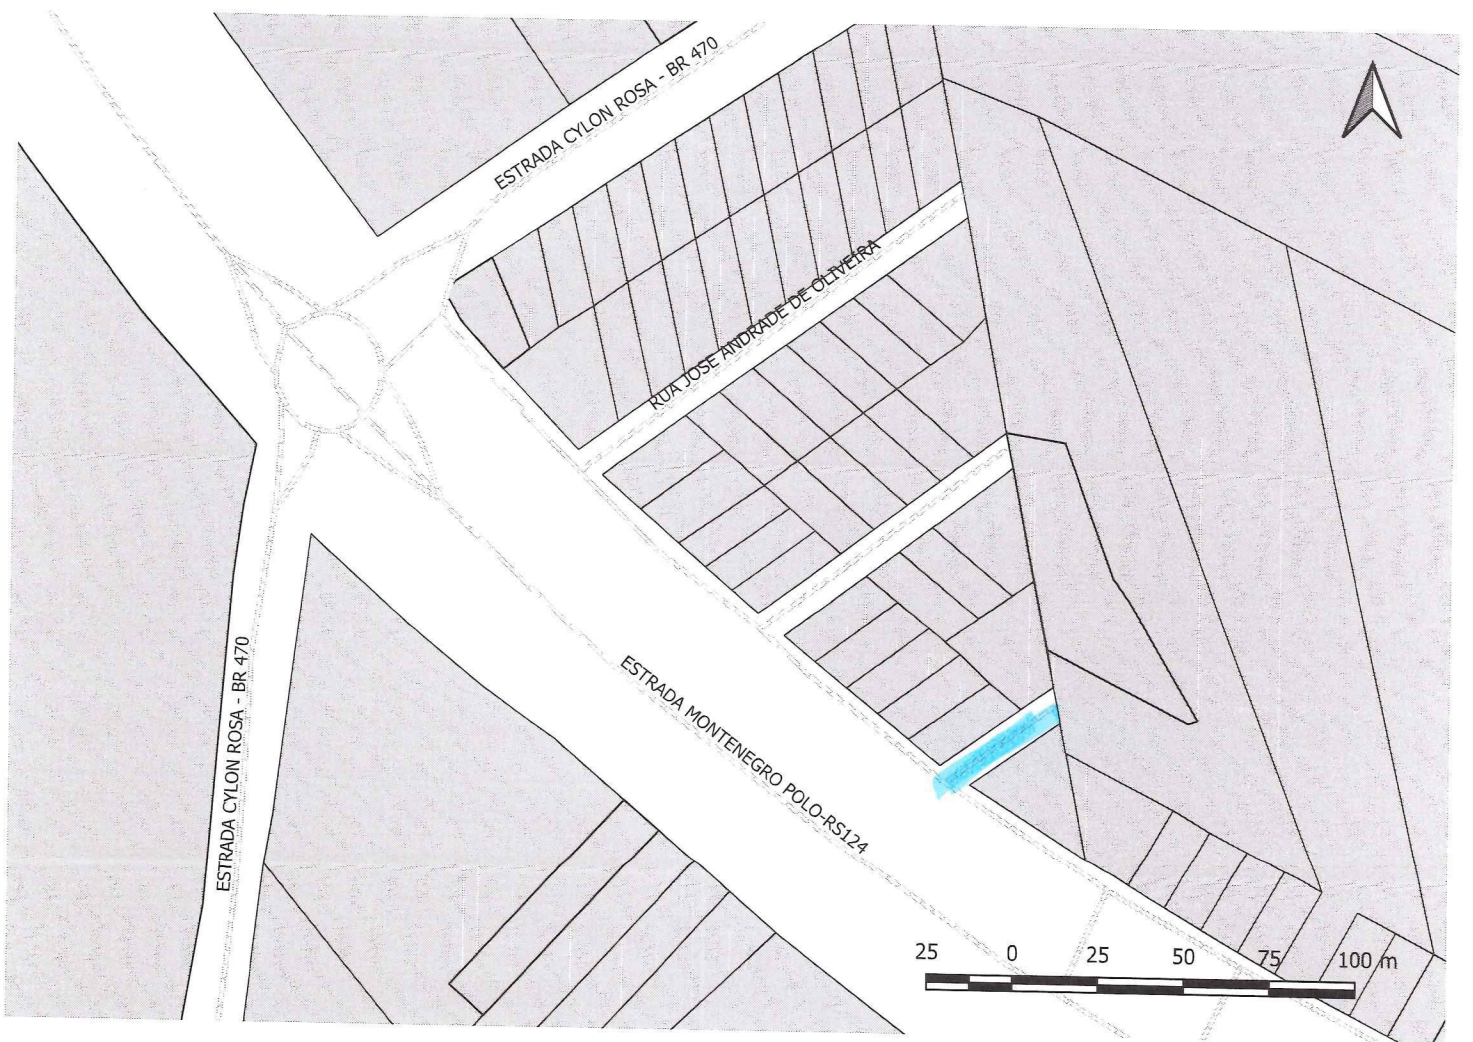 ESTRADA CYLON ROSA - BR 470
RUA JOSE ANDRADE DE OLIVEIRA
ESTRADA CYLON ROSA - BR 470
ESTRADA MONTENEGRO POLO-RS124
25 0 25 50 75 100 m